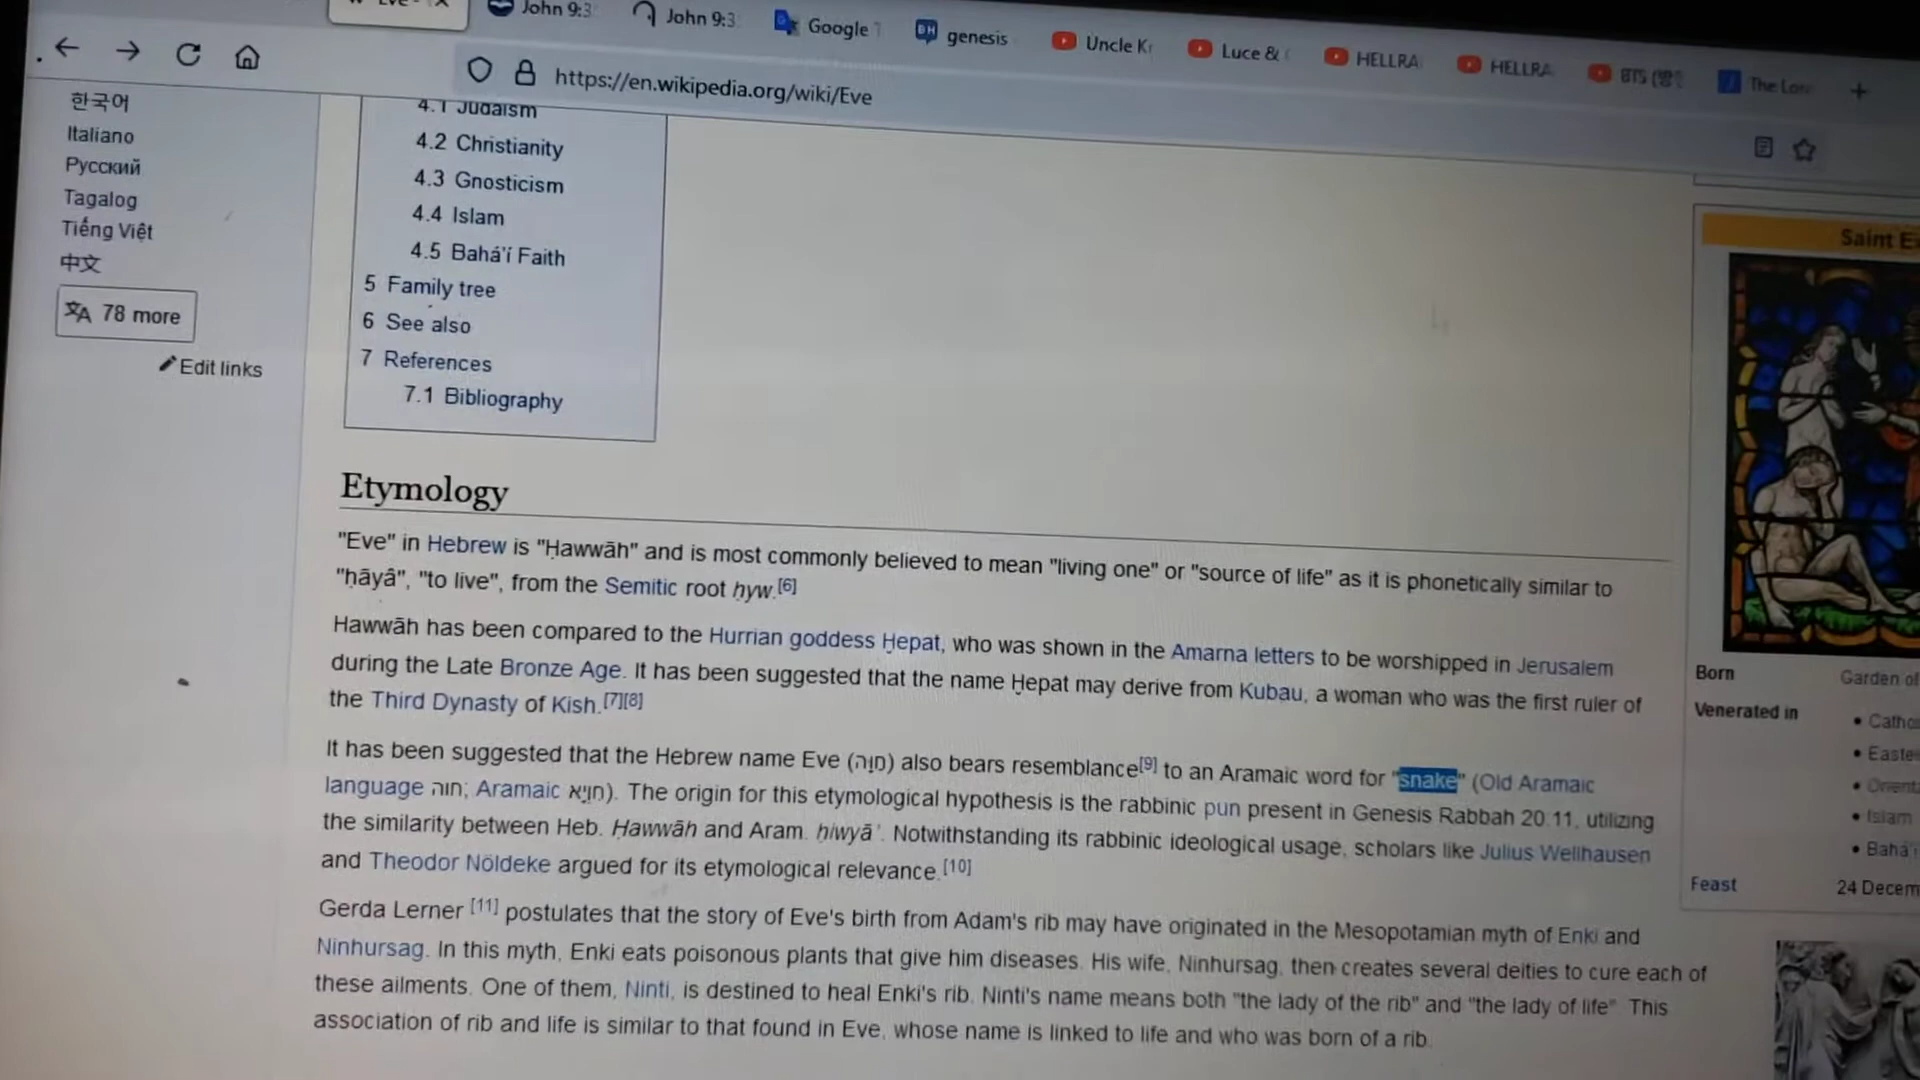 Eve -
John 9:3
John 9:3
Google
genesis
Uncle Kr
Luce &
HELLRA
HELLRA
BTS (방
The Lor
https://en.wikipedia.org/wiki/Eve
한국어
Italiano
Русский
Tagalog
Tiếng Việt
中文
78 more
Edit links
4.1 Judaism
4.2 Christianity
4.3 Gnosticism
4.4 Islam
4.5 Bahá'í Faith
5 Family tree
6 See also
7 References
7.1 Bibliography
Etymology
"Eve" in Hebrew is "Ḥawwāh" and is most commonly believed to mean "living one" or "source of life" as it is phonetically similar to
"ḥāyâ", "to live", from the Semitic root ḥyw.[6]
Hawwāh has been compared to the Hurrian goddess Ḫepat, who was shown in the Amarna letters to be worshipped in Jerusalem
during the Late Bronze Age. It has been suggested that the name Ḫepat may derive from Kubau, a woman who was the first ruler of
the Third Dynasty of Kish.[7][8]
It has been suggested that the Hebrew name Eve (חַוָּה) also bears resemblance[9] to an Aramaic word for "snake" (Old Aramaic
language חוה; Aramaic חִוְיָא). The origin for this etymological hypothesis is the rabbinic pun present in Genesis Rabbah 20:11, utilizing
the similarity between Heb. Ḥawwāh and Aram. ḥiwyāʾ. Notwithstanding its rabbinic ideological usage, scholars like Julius Wellhausen
and Theodor Nöldeke argued for its etymological relevance.[10]
Gerda Lerner [11] postulates that the story of Eve's birth from Adam's rib may have originated in the Mesopotamian myth of Enki and
Ninhursag. In this myth, Enki eats poisonous plants that give him diseases. His wife, Ninhursag, then creates several deities to cure each of
these ailments. One of them, Ninti, is destined to heal Enki's rib. Ninti's name means both "the lady of the rib" and "the lady of life". This
association of rib and life is similar to that found in Eve, whose name is linked to life and who was born of a rib.
Saint E
Born Garden of
Venerated in
• Catho
• Easte
• Orient
• Islam
• Bahá'í
Feast 24 Decem